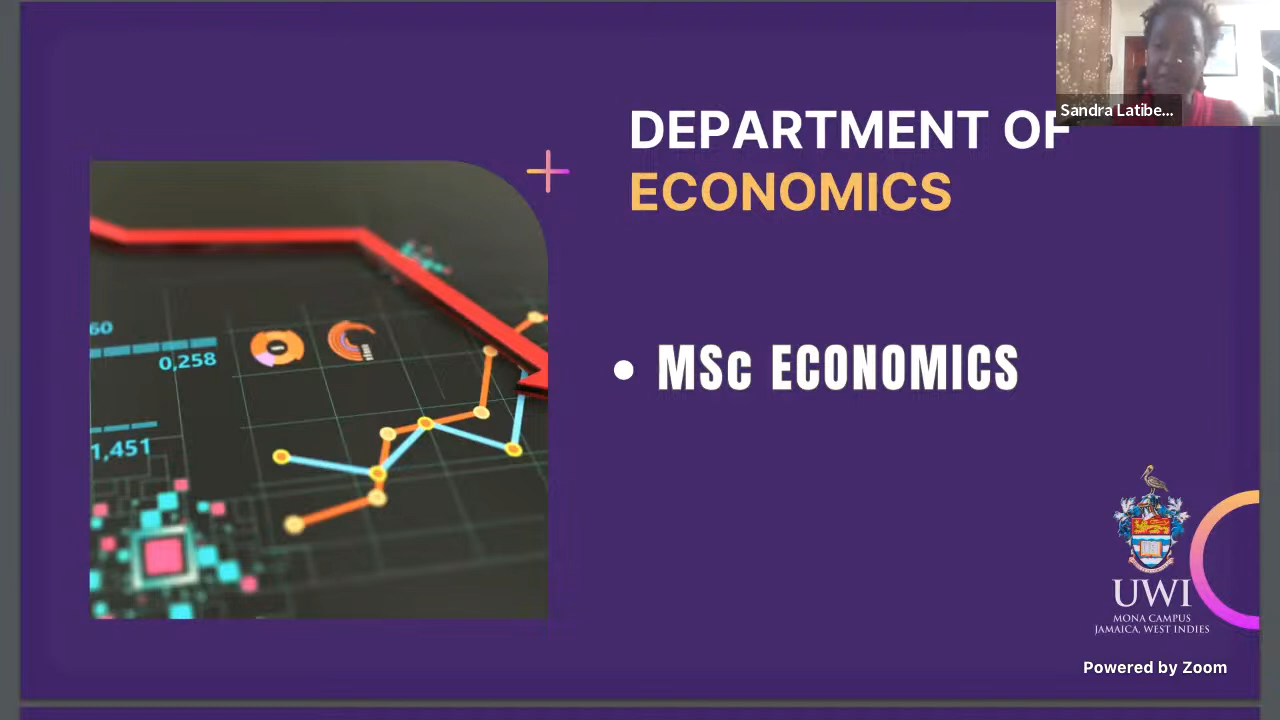 Sandra Latibe...
DEPARTMENT OF
ECONOMICS
60
0,258
1,451
• MSc ECONOMICS
UWI
MONA CAMPUS
JAMAICA, WEST INDIES
Powered by Zoom